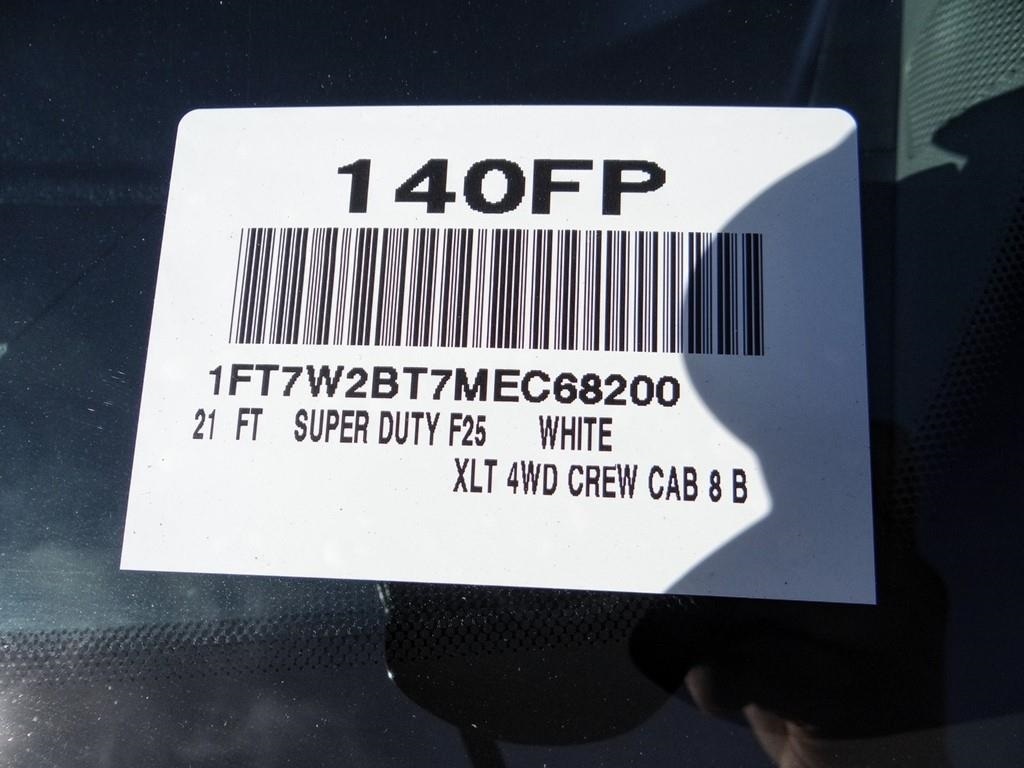 140FP
1FT7W2BT7MEC68200
21 FT SUPER DUTY F25 WHITE
XLT 4WD CREW CAB 8 B